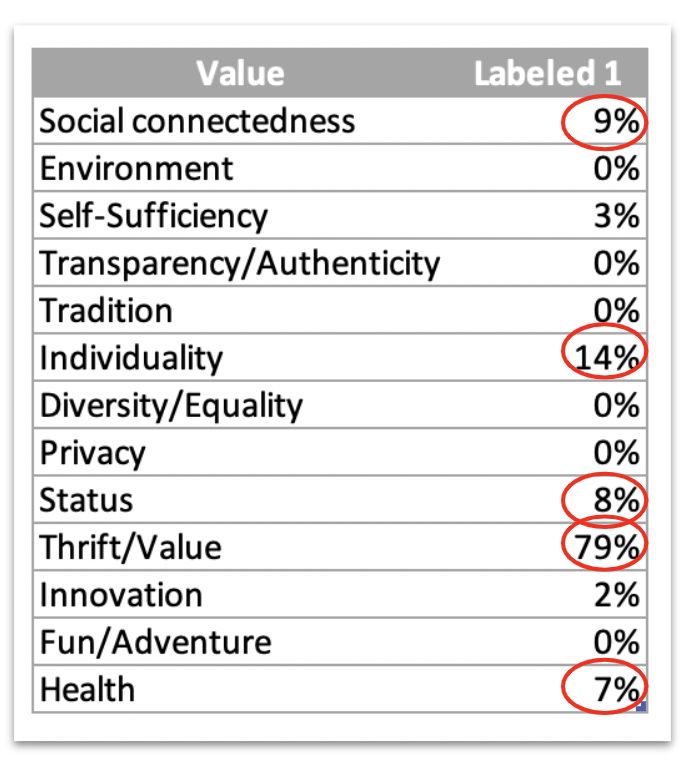 Value Labeled 1
Social connectedness 9%
Environment 0%
Self-Sufficiency 3%
Transparency/Authenticity 0%
Tradition 0%
Individuality 14%
Diversity/Equality 0%
Privacy 0%
Status 8%
Thrift/Value 79%
Innovation 2%
Fun/Adventure 0%
Health 7%